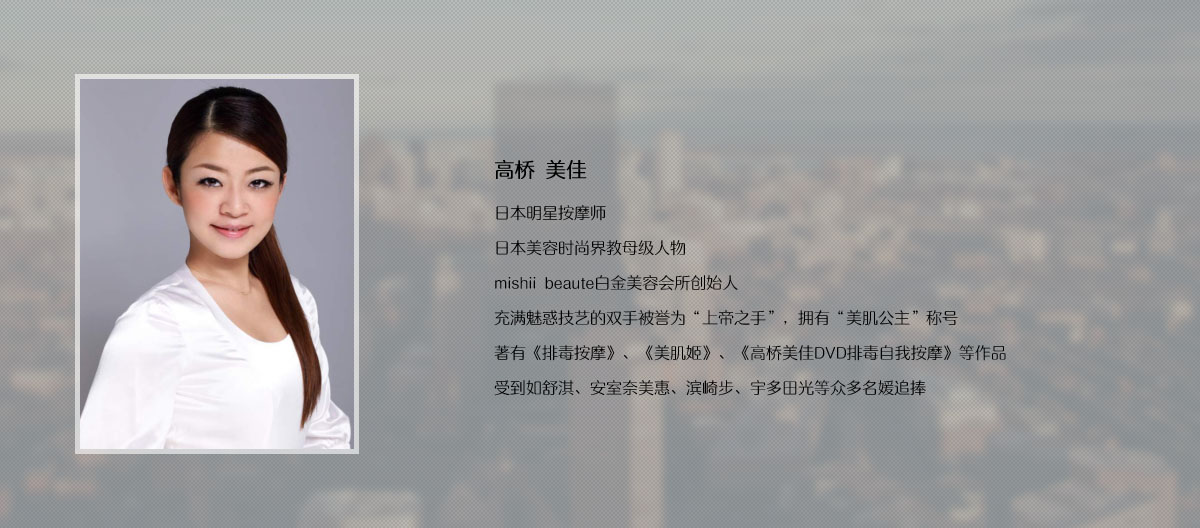 高桥 美佳
日本明星按摩师
日本美容时尚界教母级人物
mishii beaute白金美容会所创始人
充满魅惑技艺的双手被誉为“上帝之手”，拥有“美肌公主”称号
著有《排毒按摩》、《美肌姬》、《高桥美佳DVD排毒自我按摩》等作品
受到如舒淇、安室奈美惠、滨崎步、宇多田光等众多名媛追捧